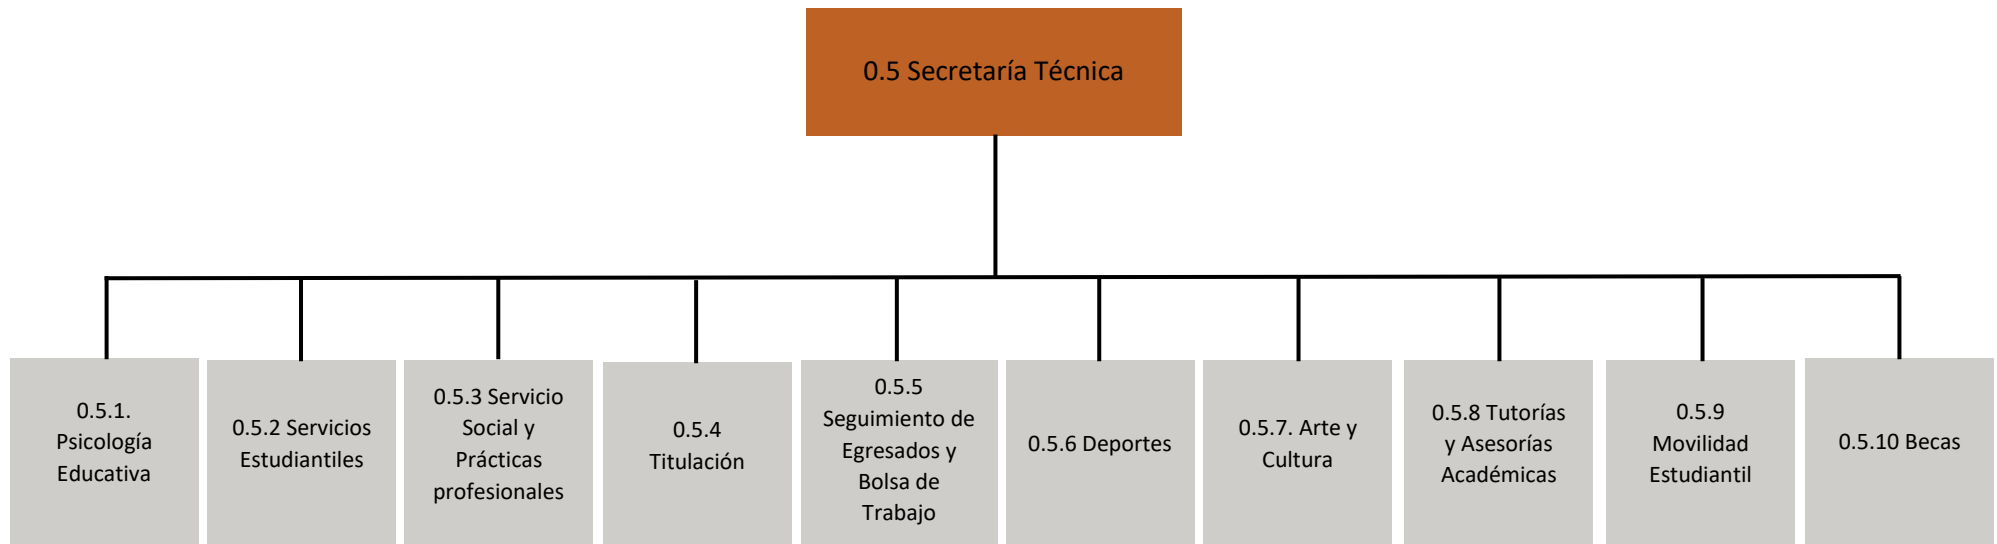 0.5 Secretaría Técnica
0.5.1.
Psicología
Educativa
0.5.2 Servicios
Estudiantiles
0.5.3 Servicio
Social y
Prácticas
profesionales
0.5.4
Titulación
0.5.5
Seguimiento de
Egresados y
Bolsa de
Trabajo
0.5.6 Deportes
0.5.7. Arte y
Cultura
0.5.8 Tutorías
y Asesorías
Académicas
0.5.9
Movilidad
Estudiantil
0.5.10 Becas